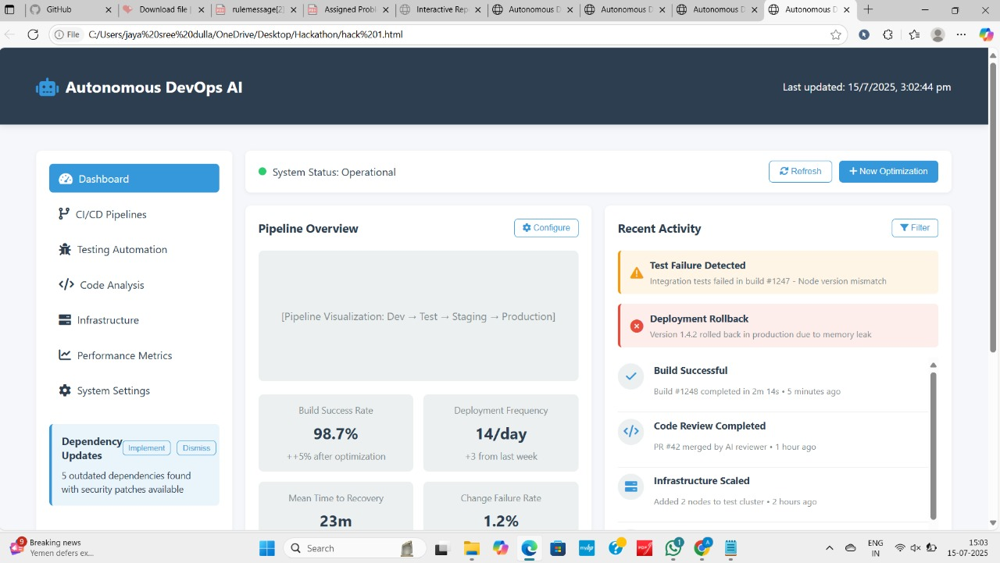 GitHub
Download file |
rulemessage[2]
Assigned Probl
Interactive Rep
Autonomous D
Autonomous D
Autonomous D
Autonomous D
File
C:/Users/jaya%20sree%20dulla/OneDrive/Desktop/Hackathon/hack%201.html
Autonomous DevOps AI
Last updated: 15/7/2025, 3:02:44 pm
Dashboard
CI/CD Pipelines
Testing Automation
Code Analysis
Infrastructure
Performance Metrics
System Settings
Dependency Updates
Implement
Dismiss
5 outdated dependencies found
with security patches available
System Status: Operational
Refresh
+ New Optimization
Pipeline Overview
Configure
[Pipeline Visualization: Dev → Test → Staging → Production]
Build Success Rate
98.7%
++5% after optimization
Deployment Frequency
14/day
+3 from last week
Mean Time to Recovery
23m
Change Failure Rate
1.2%
Recent Activity
Filter
Test Failure Detected
Integration tests failed in build #1247 - Node version mismatch
Deployment Rollback
Version 1.4.2 rolled back in production due to memory leak
Build Successful
Build #1248 completed in 2m 14s • 5 minutes ago
Code Review Completed
PR #42 merged by AI reviewer • 1 hour ago
Infrastructure Scaled
Added 2 nodes to test cluster • 2 hours ago
9
Breaking news
Yemen defers ex...
Search
myhp
PDF
1
A
ENG
IN
15:03
15-07-2025